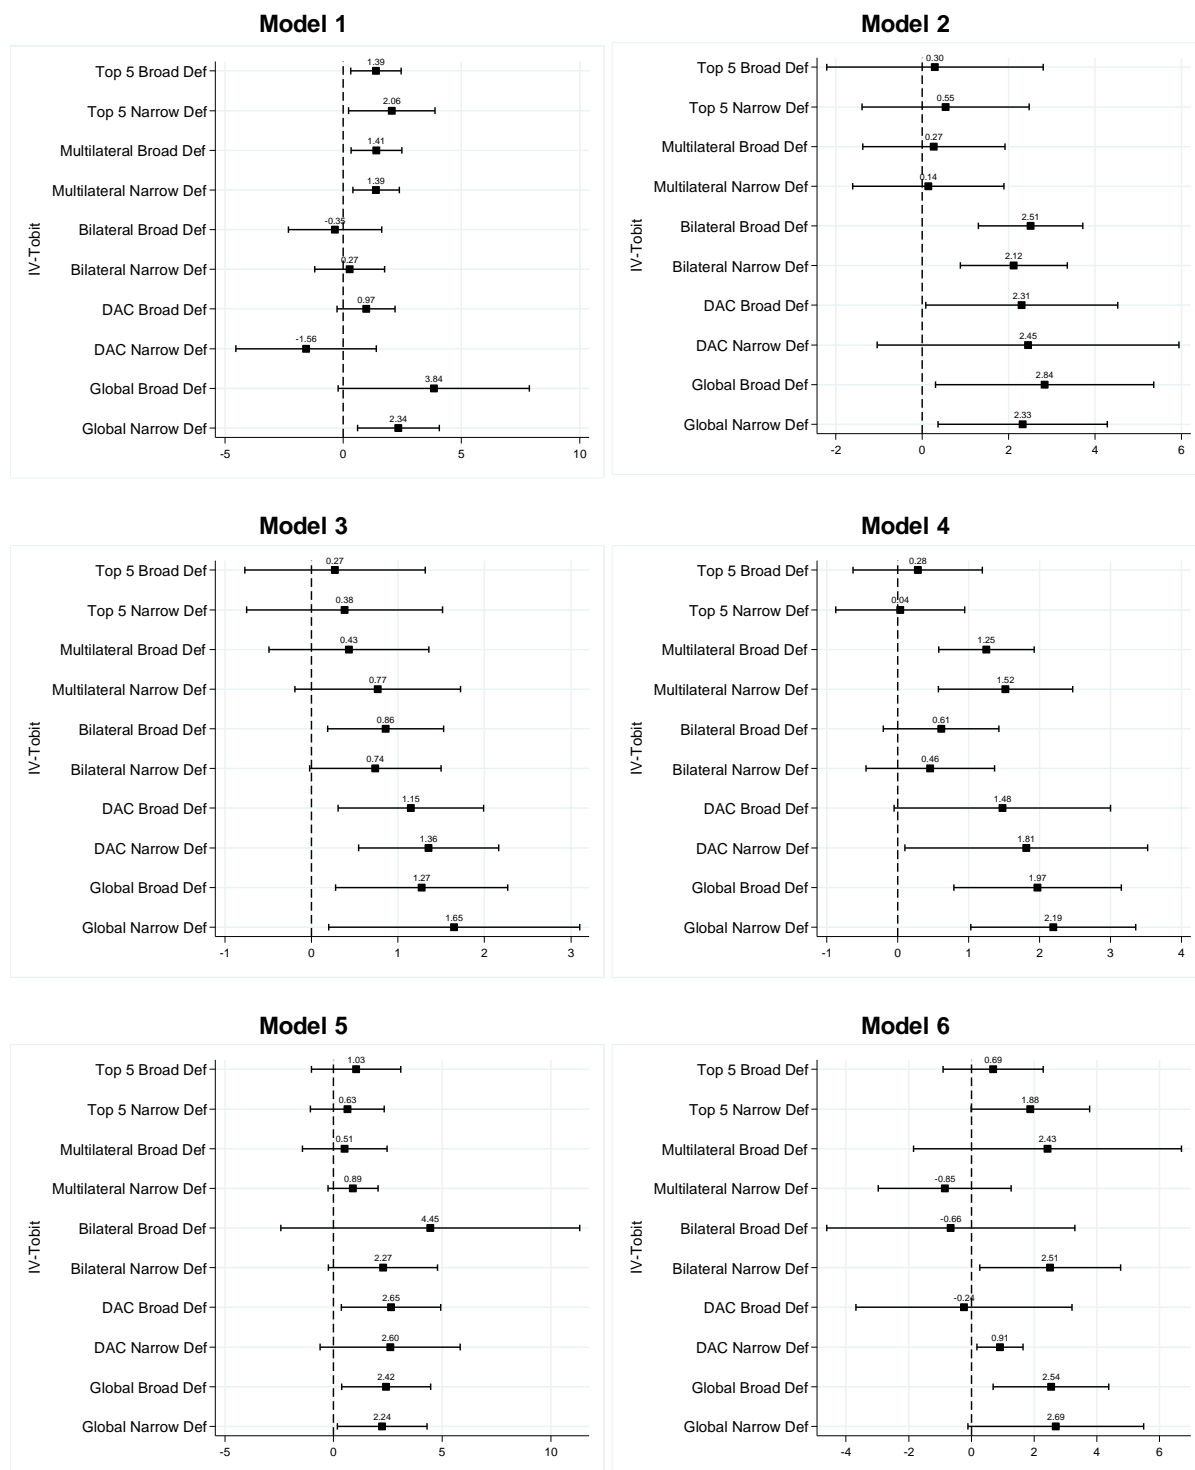 Model 1
IV-Tobit
Top 5 Broad Def
1.39
Top 5 Narrow Def
2.06
Multilateral Broad Def
1.41
Multilateral Narrow Def
1.39
Bilateral Broad Def
-0.35
Bilateral Narrow Def
0.27
DAC Broad Def
0.97
DAC Narrow Def
-1.56
Global Broad Def
3.84
Global Narrow Def
2.34
-5 0 5 10
Model 2
IV-Tobit
Top 5 Broad Def
0.30
Top 5 Narrow Def
0.55
Multilateral Broad Def
0.27
Multilateral Narrow Def
0.14
Bilateral Broad Def
2.51
Bilateral Narrow Def
2.12
DAC Broad Def
2.31
DAC Narrow Def
2.45
Global Broad Def
2.84
Global Narrow Def
2.33
-2 0 2 4 6
Model 3
IV-Tobit
Top 5 Broad Def
0.27
Top 5 Narrow Def
0.38
Multilateral Broad Def
0.43
Multilateral Narrow Def
0.77
Bilateral Broad Def
0.86
Bilateral Narrow Def
0.74
DAC Broad Def
1.15
DAC Narrow Def
1.36
Global Broad Def
1.27
Global Narrow Def
1.65
-1 0 1 2 3
Model 4
IV-Tobit
Top 5 Broad Def
0.28
Top 5 Narrow Def
0.04
Multilateral Broad Def
1.25
Multilateral Narrow Def
1.52
Bilateral Broad Def
0.61
Bilateral Narrow Def
0.46
DAC Broad Def
1.48
DAC Narrow Def
1.81
Global Broad Def
1.97
Global Narrow Def
2.19
-1 0 1 2 3 4
Model 5
IV-Tobit
Top 5 Broad Def
1.03
Top 5 Narrow Def
0.63
Multilateral Broad Def
0.51
Multilateral Narrow Def
0.89
Bilateral Broad Def
4.45
Bilateral Narrow Def
2.27
DAC Broad Def
2.65
DAC Narrow Def
2.60
Global Broad Def
2.42
Global Narrow Def
2.24
-5 0 5 10
Model 6
IV-Tobit
Top 5 Broad Def
0.69
Top 5 Narrow Def
1.88
Multilateral Broad Def
2.43
Multilateral Narrow Def
-0.85
Bilateral Broad Def
-0.66
Bilateral Narrow Def
2.51
DAC Broad Def
-0.24
DAC Narrow Def
0.91
Global Broad Def
2.54
Global Narrow Def
2.69
-4 -2 0 2 4 6